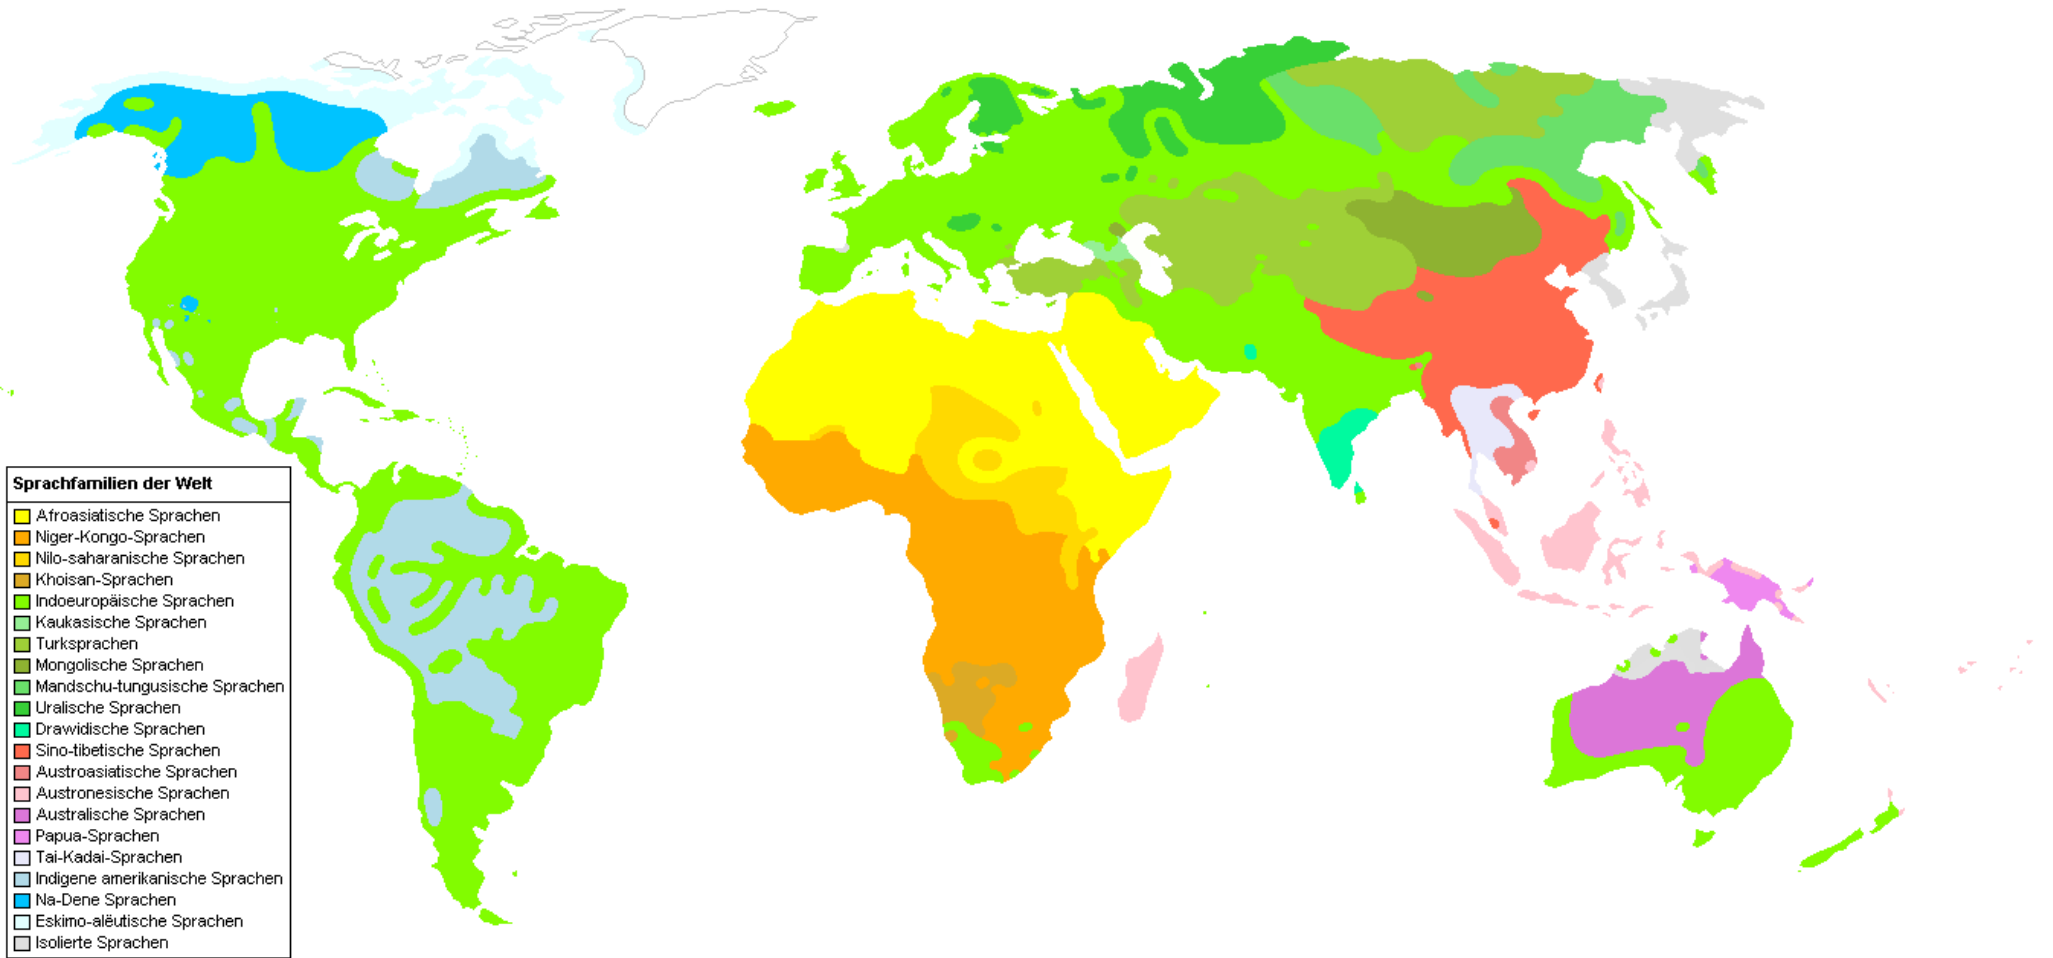 Sprachfamilien der Welt
Afroasiatische Sprachen
Niger-Kongo-Sprachen
Nilo-saharanische Sprachen
Khoisan-Sprachen
Indoeuropäische Sprachen
Kaukasische Sprachen
Turksprachen
Mongolische Sprachen
Mandschu-tungusische Sprachen
Uralische Sprachen
Drawidische Sprachen
Sino-tibetische Sprachen
Austroasiatische Sprachen
Austronesische Sprachen
Australische Sprachen
Papua-Sprachen
Tai-Kadai-Sprachen
Indigene amerikanische Sprachen
Na-Dene Sprachen
Eskimo-alëutische Sprachen
Isolierte Sprachen